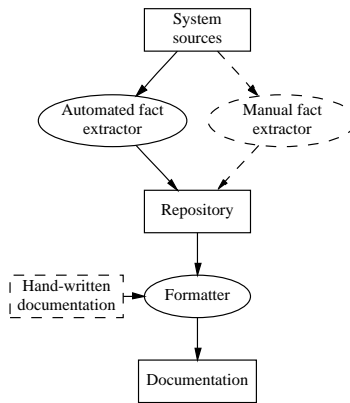 System
sources
Automated fact
extractor
Manual fact
extractor
Repository
Hand-written
documentation
Formatter
Documentation